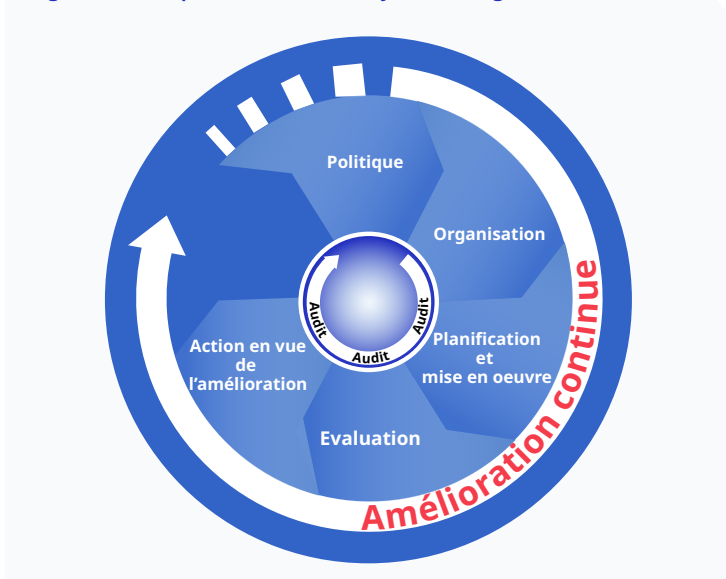 Politique
Organisation
Planification
et
mise en oeuvre
Evaluation
Action en vue
de
l'amélioration
Audit
Audit
Audit
Amélioration continue